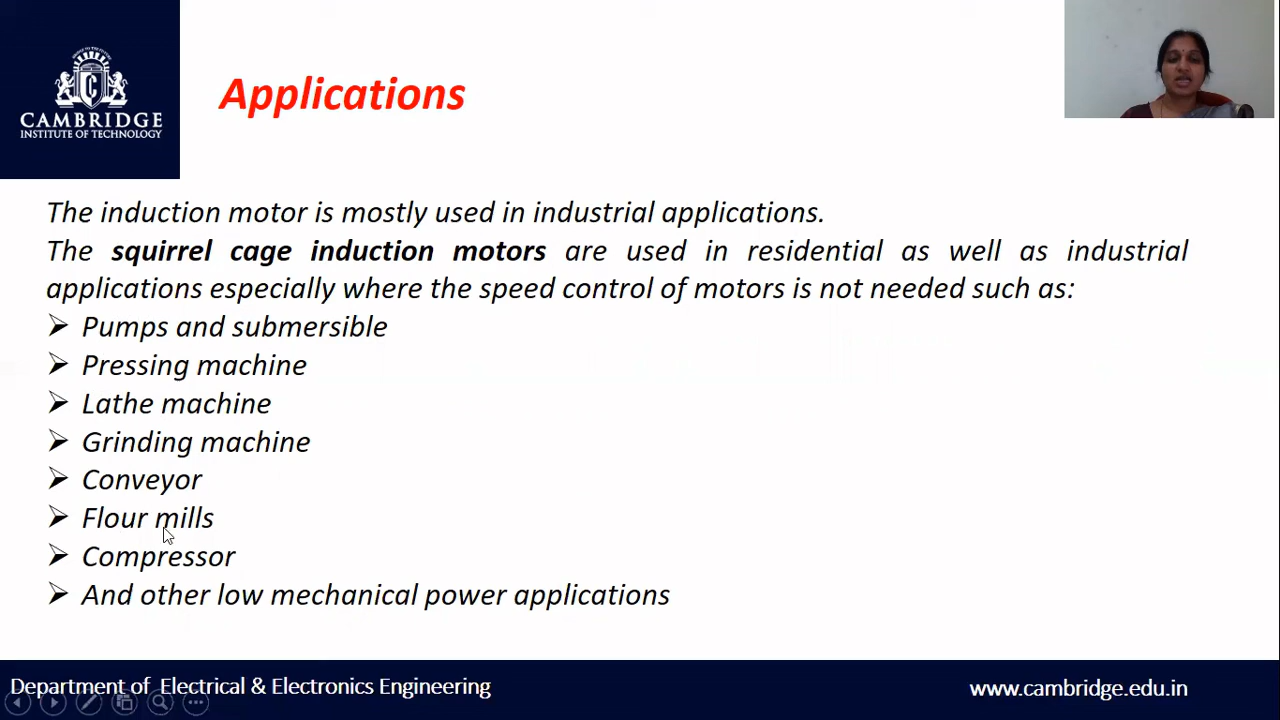 CAMBRIDGE
INSTITUTE OF TECHNOLOGY
Applications
The induction motor is mostly used in industrial applications.
The squirrel cage induction motors are used in residential as well as industrial
applications especially where the speed control of motors is not needed such as:
Pumps and submersible
Pressing machine
Lathe machine
Grinding machine
Conveyor
Flour mills
Compressor
And other low mechanical power applications
Department of Electrical & Electronics Engineering
www.cambridge.edu.in